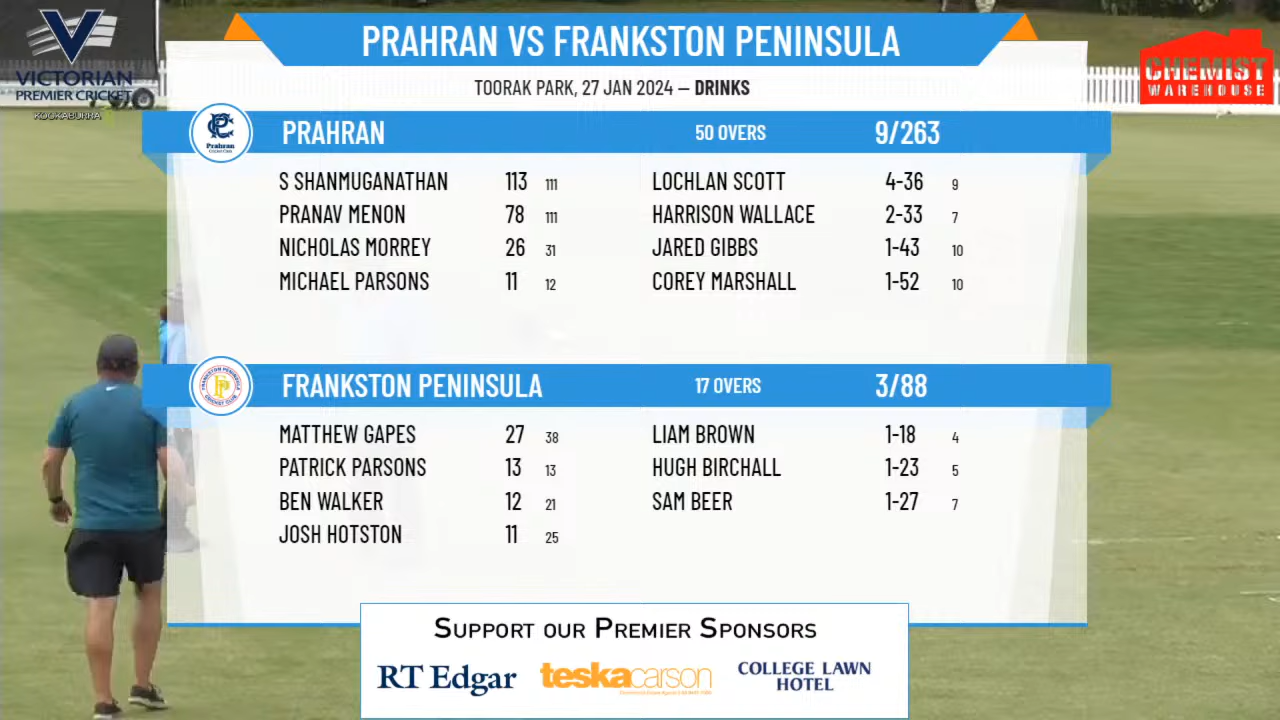 VICTORIAN
PREMIER CRICKET
KOOKABURRA
PRAHRAN VS FRANKSTON PENINSULA
CHEMIST
WAREHOUSE
TOORAK PARK, 27 JAN 2024 – DRINKS
Prahran
PRAHRAN 50 OVERS 9/263
S SHANMUGANATHAN 113 111 LOCHLAN SCOTT 4-36 9
PRANAV MENON 78 111 HARRISON WALLACE 2-33 7
NICHOLAS MORREY 26 31 JARED GIBBS 1-43 10
MICHAEL PARSONS 11 12 COREY MARSHALL 1-52 10
FRANKSTON PENINSULA
CRICKET CLUB
FRANKSTON PENINSULA 17 OVERS 3/88
MATTHEW GAPES 27 38 LIAM BROWN 1-18 4
PATRICK PARSONS 13 13 HUGH BIRCHALL 1-23 5
BEN WALKER 12 21 SAM BEER 1-27 7
JOSH HOTSTON 11 25
Support our Premier Sponsors
RT Edgar teskacarson COLLEGE LAWN
HOTEL